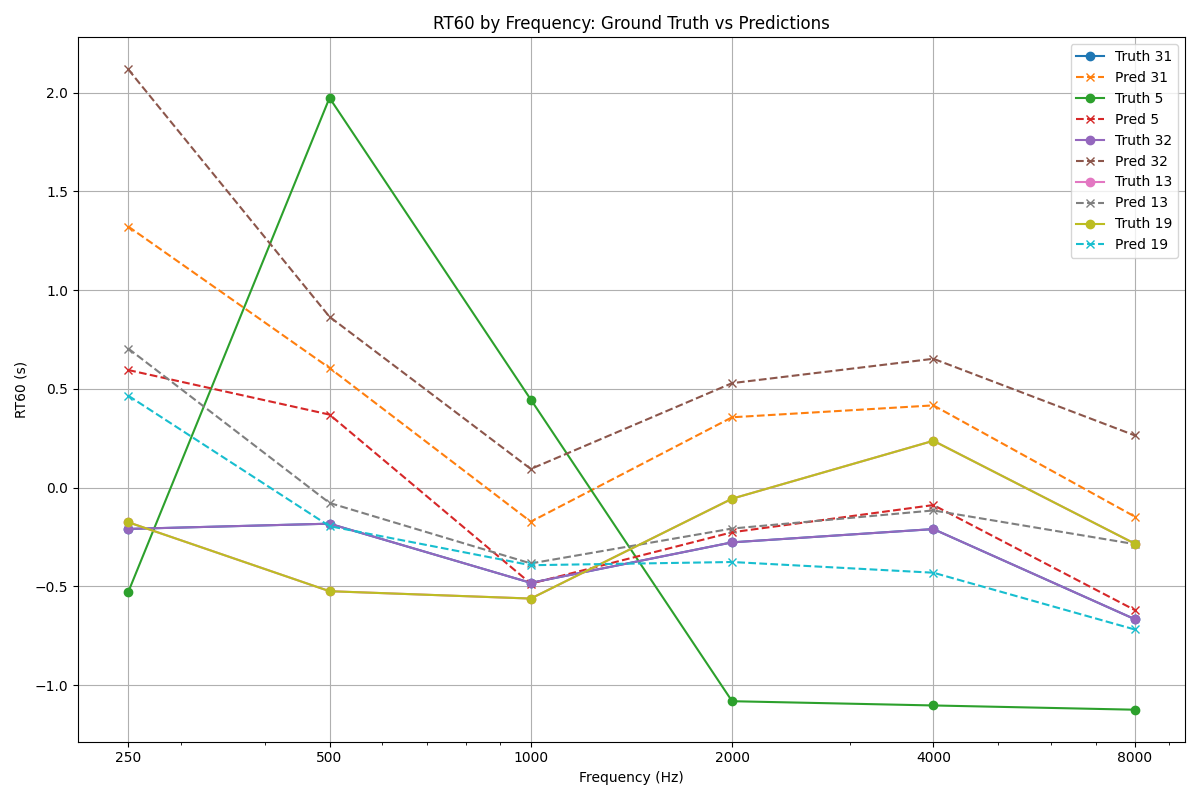 RT60 by Frequency: Ground Truth vs Predictions
Truth 31
Pred 31
Truth 5
Pred 5
Truth 32
Pred 32
Truth 13
Pred 13
Truth 19
Pred 19
RT60 (s)
2.0
1.5
1.0
0.5
0.0
−0.5
−1.0
250
500
1000
2000
4000
8000
Frequency (Hz)